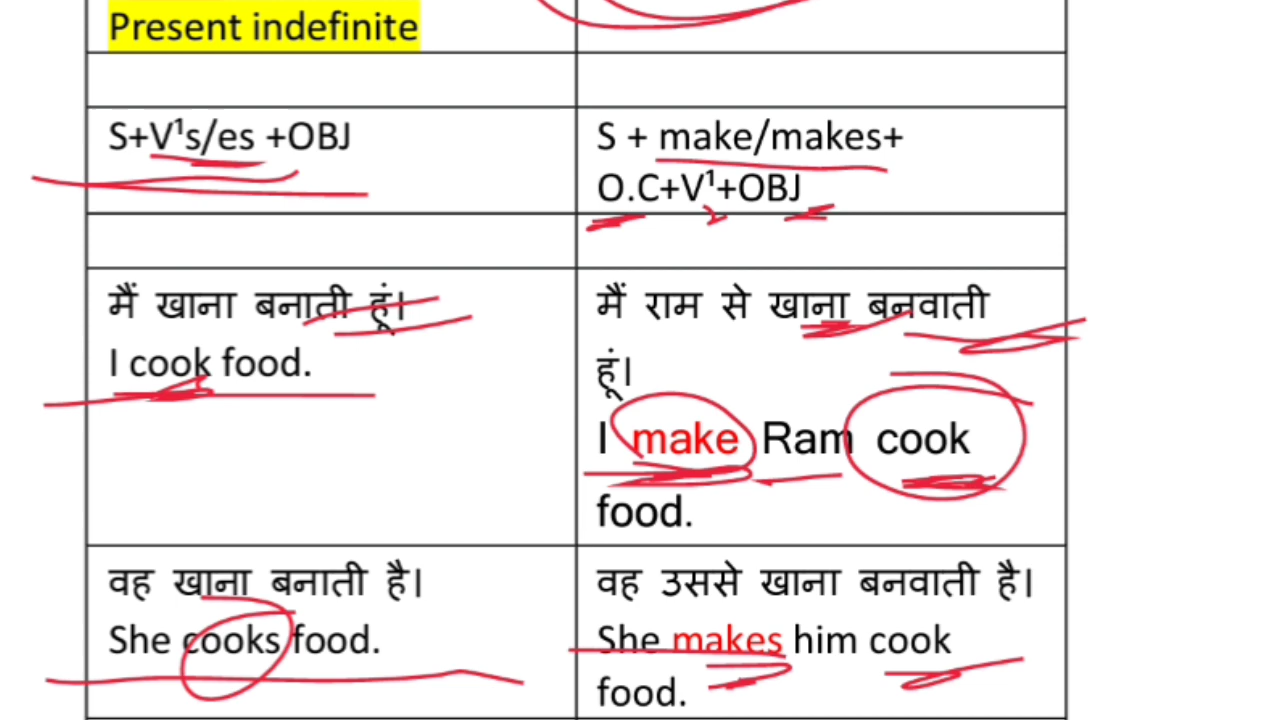 Present indefinite
S+V¹s/es +OBJ
S + make/makes+
O.C+V¹+OBJ
मैं खाना बनाती हूं।
I cook food.
मैं राम से खाना बनवाती
हूं।
I make Ram cook
food.
वह खाना बनाती है।
She cooks food.
वह उससे खाना बनवाती है।
She makes him cook
food.